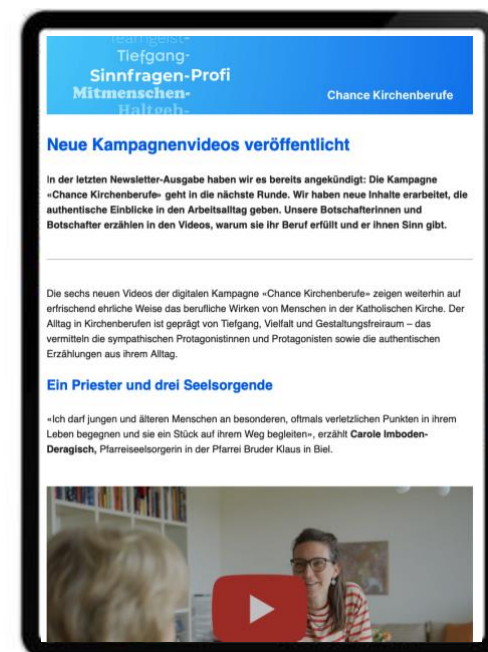 Teamgeist-
Tiefgang-
Sinnfragen-Profi
Mitmenschen-
Haltgeb-
Chance Kirchenberufe
Neue Kampagnenvideos veröffentlicht
In der letzten Newsletter-Ausgabe haben wir es bereits angekündigt: Die Kampagne
«Chance Kirchenberufe» geht in die nächste Runde. Wir haben neue Inhalte erarbeitet, die
authentische Einblicke in den Arbeitsalltag geben. Unsere Botschafterinnen und
Botschafter erzählen in den Videos, warum sie ihr Beruf erfüllt und er ihnen Sinn gibt.
Die sechs neuen Videos der digitalen Kampagne «Chance Kirchenberufe» zeigen weiterhin auf
erfrischend ehrliche Weise das berufliche Wirken von Menschen in der Katholischen Kirche. Der
Alltag in Kirchenberufen ist geprägt von Tiefgang, Vielfalt und Gestaltungsfreiraum – das
vermitteln die sympathischen Protagonistinnen und Protagonisten sowie die authentischen
Erzählungen aus ihrem Alltag.
Ein Priester und drei Seelsorgende
«Ich darf jungen und älteren Menschen an besonderen, oftmals verletzlichen Punkten in ihrem
Leben begegnen und sie ein Stück auf ihrem Weg begleiten», erzählt Carole Imboden-
Deragisch, Pfarreiseelsorgerin in der Pfarrei Bruder Klaus in Biel.